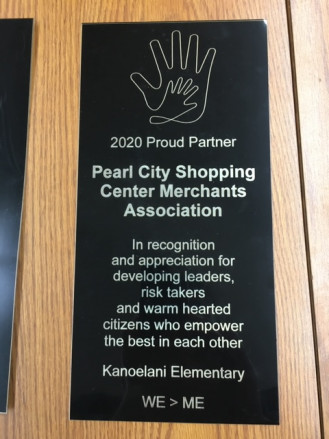 2020 Proud Partner
Pearl City Shopping
Center Merchants
Association
In recognition
and appreciation for
developing leaders,
risk takers
and warm hearted
citizens who empower
the best in each other
Kanoelani Elementary
WE > ME